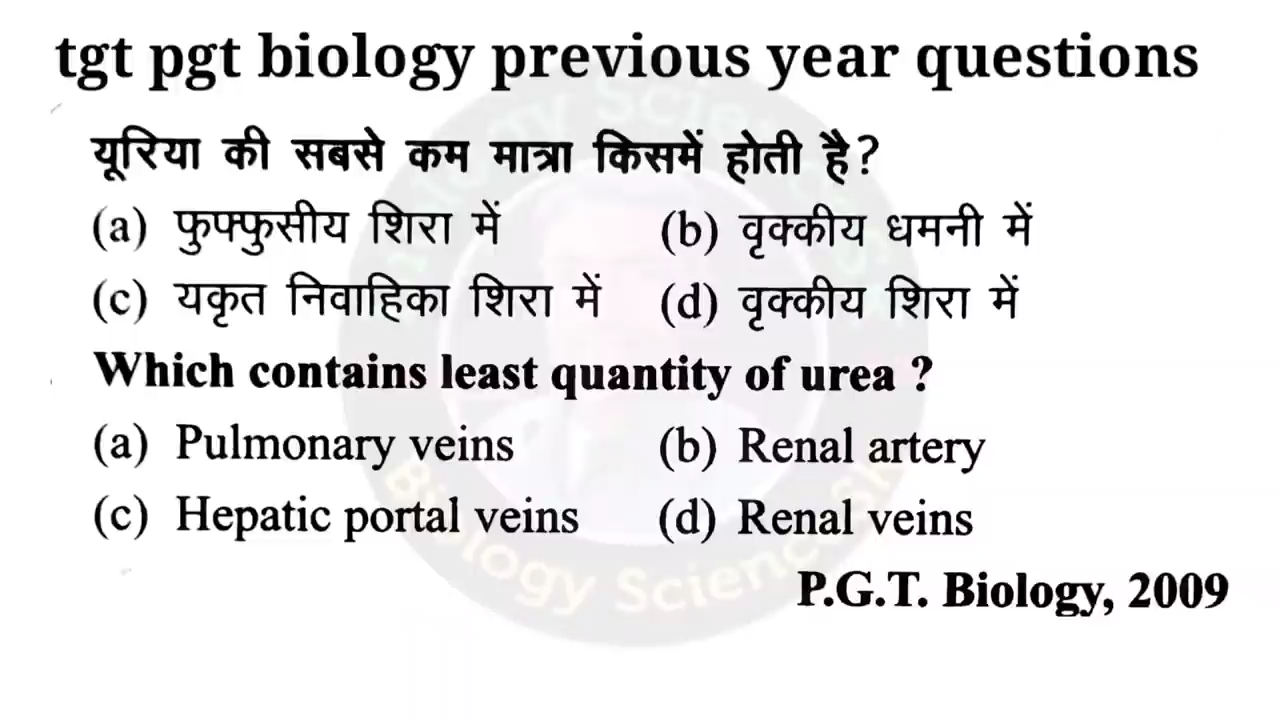 tgt pgt biology previous year questions
यूरिया की सबसे कम मात्रा किसमें होती है?
(a) फुफ्फुसीय शिरा में (b) वृक्कीय धमनी में
(c) यकृत निवाहिका शिरा में (d) वृक्कीय शिरा में
Which contains least quantity of urea ?
(a) Pulmonary veins (b) Renal artery
(c) Hepatic portal veins (d) Renal veins
P.G.T. Biology, 2009